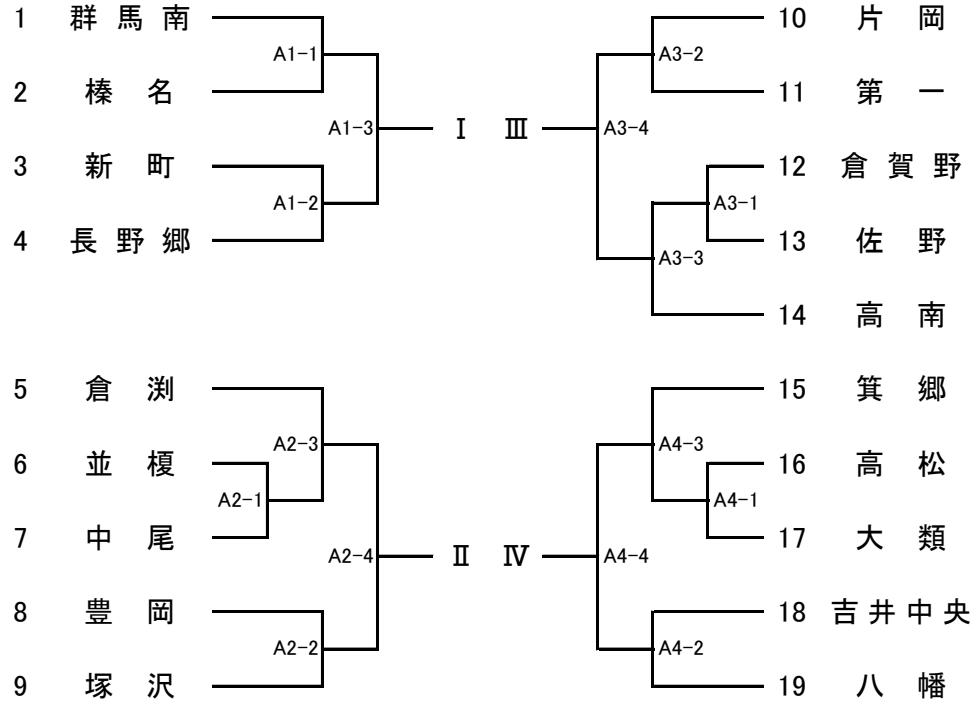 1 群馬南
A1-1
2 榛名
A1-3
Ⅰ
3 新町
A1-2
4 長野郷
5 倉渕
A2-3
6 並榎
A2-1
7 中尾
A2-4
Ⅱ
8 豊岡
A2-2
9 塚沢
10 片岡
A3-2
11 第一
Ⅲ
A3-4
12 倉賀野
A3-1
13 佐野
A3-3
14 高南
15 箕郷
A4-3
16 高松
A4-1
17 大類
Ⅳ
A4-4
18 吉井中央
A4-2
19 八幡